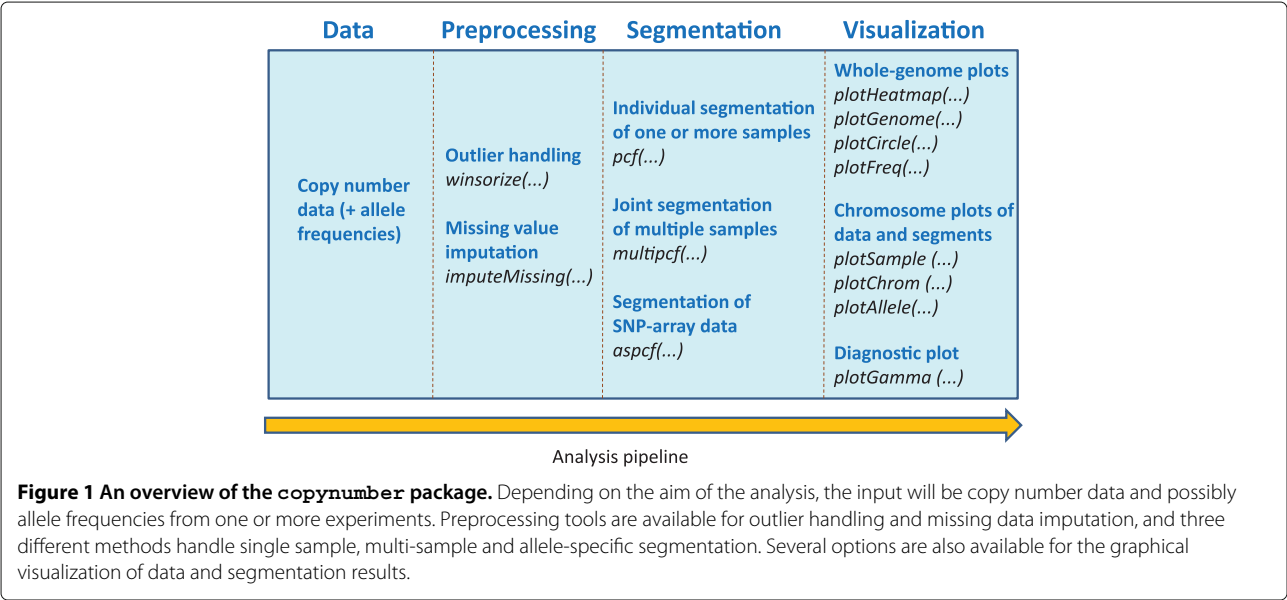 Data
Preprocessing
Segmentation
Visualization
Copy number
data (+ allele
frequencies)
Outlier handling
winsorize(...)
Missing value
imputation
imputeMissing(...)
Individual segmentation
of one or more samples
pcf(...)
Joint segmentation
of multiple samples
multipcf(...)
Segmentation of
SNP-array data
aspcf(...)
Whole-genome plots
plotHeatmap(...)
plotGenome(...)
plotCircle(...)
plotFreq(...)
Chromosome plots of
data and segments
plotSample (...)
plotChrom (...)
plotAllele(...)
Diagnostic plot
plotGamma (...)
Analysis pipeline
Figure 1 An overview of the copynumber package. Depending on the aim of the analysis, the input will be copy number data and possibly
allele frequencies from one or more experiments. Preprocessing tools are available for outlier handling and missing data imputation, and three
different methods handle single sample, multi-sample and allele-specific segmentation. Several options are also available for the graphical
visualization of data and segmentation results.